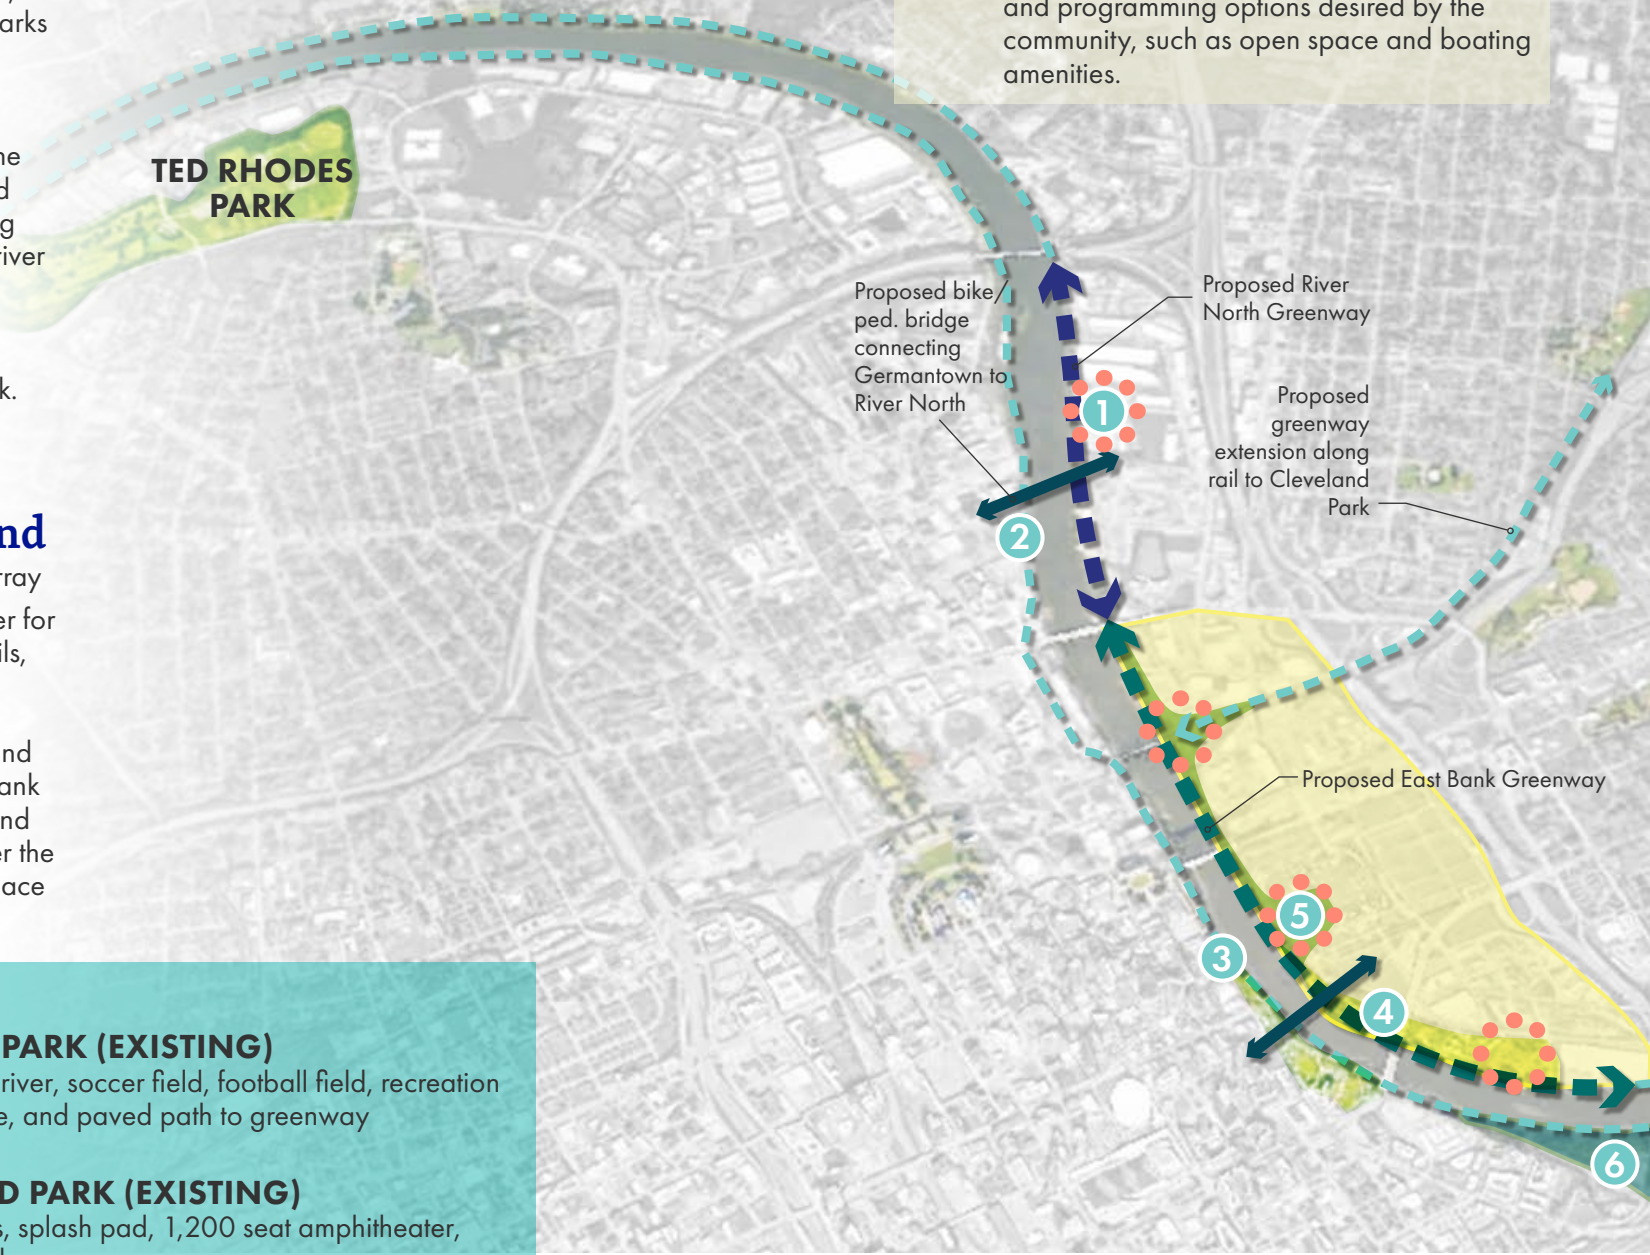 arks
he
d
g
river
k.
nd
rray
er for
ils,
nd
ank
nd
er the
ace
PARK (EXISTING)
river, soccer field, football field, recreation
e, and paved path to greenway
D PARK (EXISTING)
s, splash pad, 1,200 seat amphitheater,
and programming options desired by the
community, such as open space and boating
amenities.
TED RHODES
PARK
Proposed bike/
ped. bridge
connecting
Germantown to
River North
Proposed River
North Greenway
1
Proposed
greenway
extension along
rail to Cleveland
Park
2
Proposed East Bank Greenway
5
3
4
6